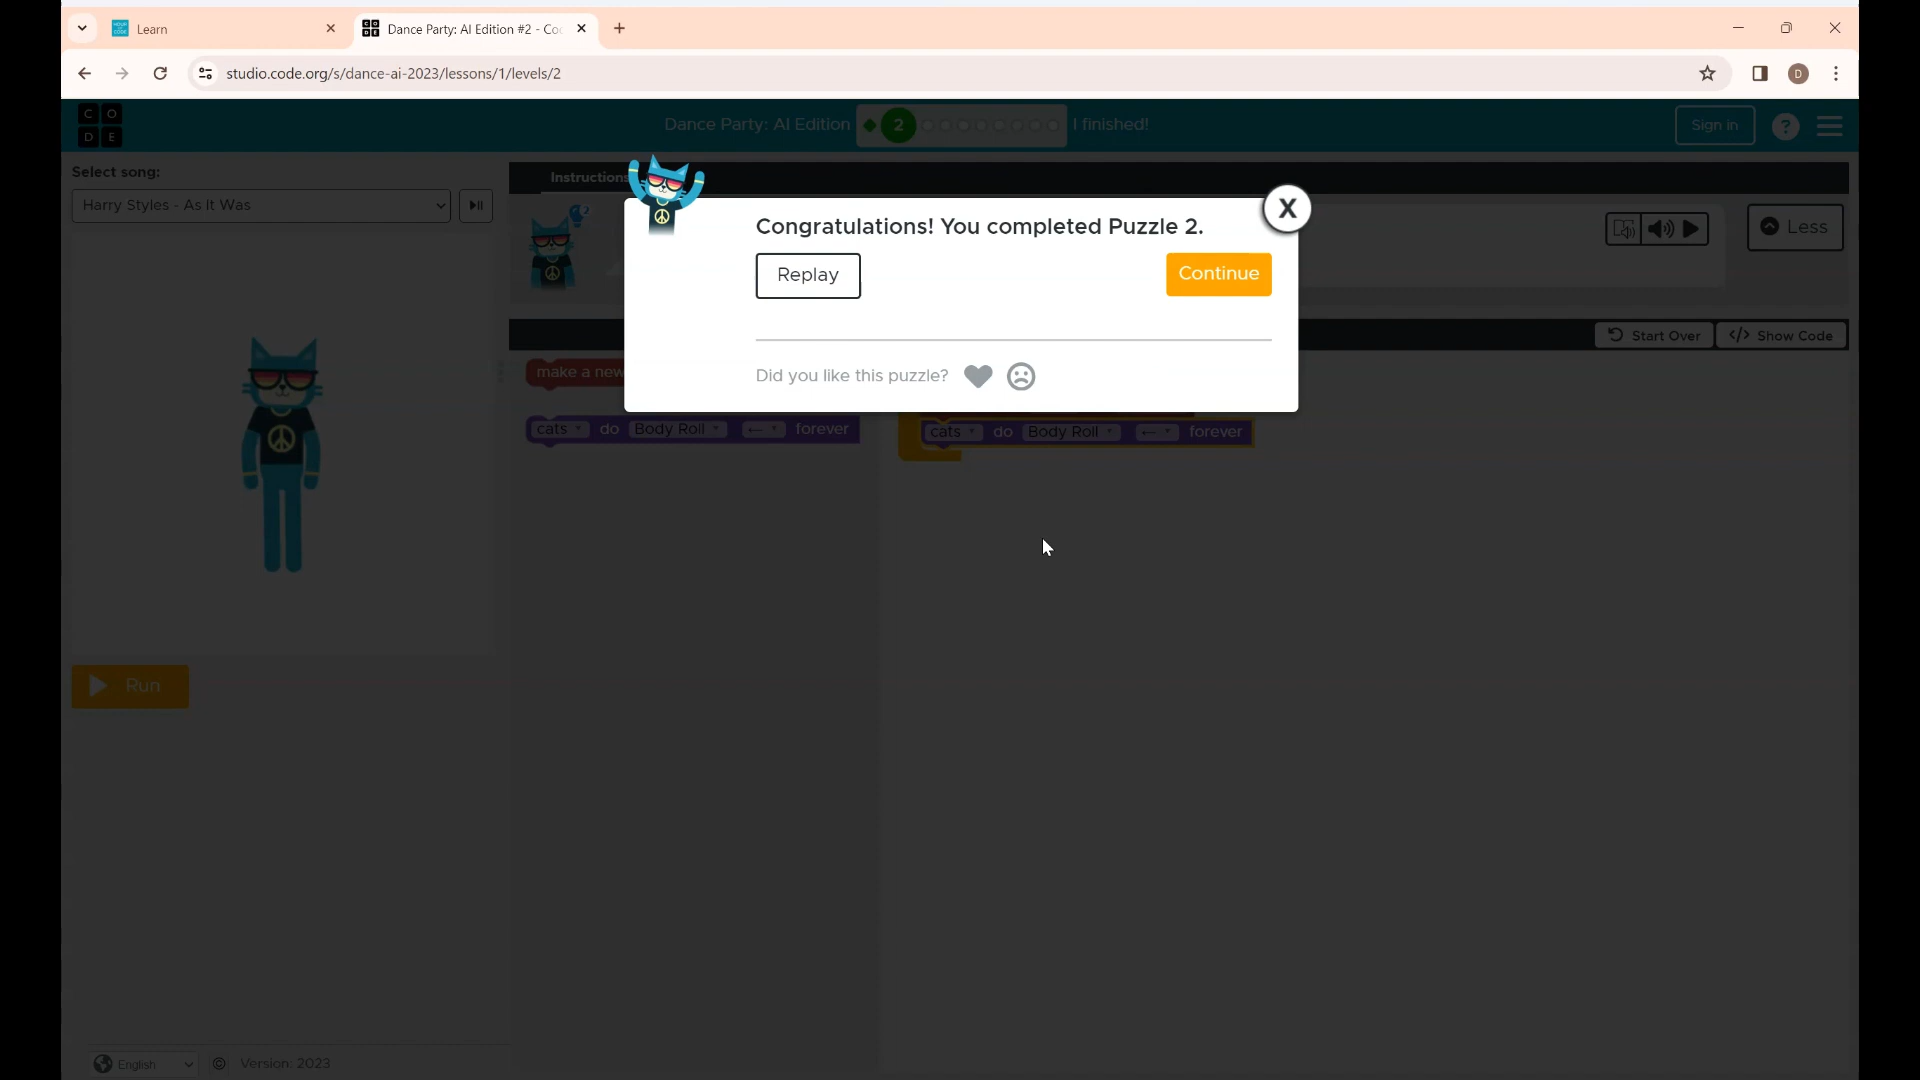 Learn
Dance Party: AI Edition #2 - Co
studio.code.org/s/dance-ai-2023/lessons/1/levels/2
D
C O
D E
Dance Party: AI Edition
2
I finished!
Sign in
?
Select song:
Harry Styles - As It Was
Instructions
Less
Congratulations! You completed Puzzle 2.
X
Replay
Continue
Did you like this puzzle?
Start Over
</> Show Code
make a new
cats do Body Roll ← forever
cats do Body Roll ← forever
Run
English
© Version: 2023